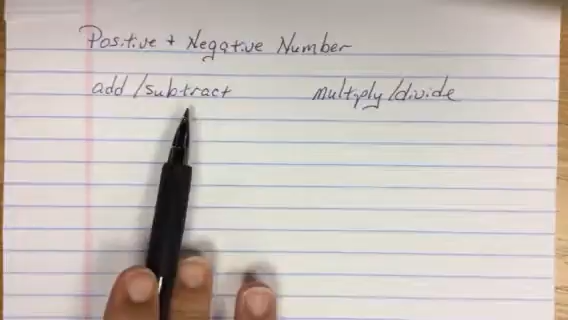 Positive + Negative Number
add/subtract multiply/divide